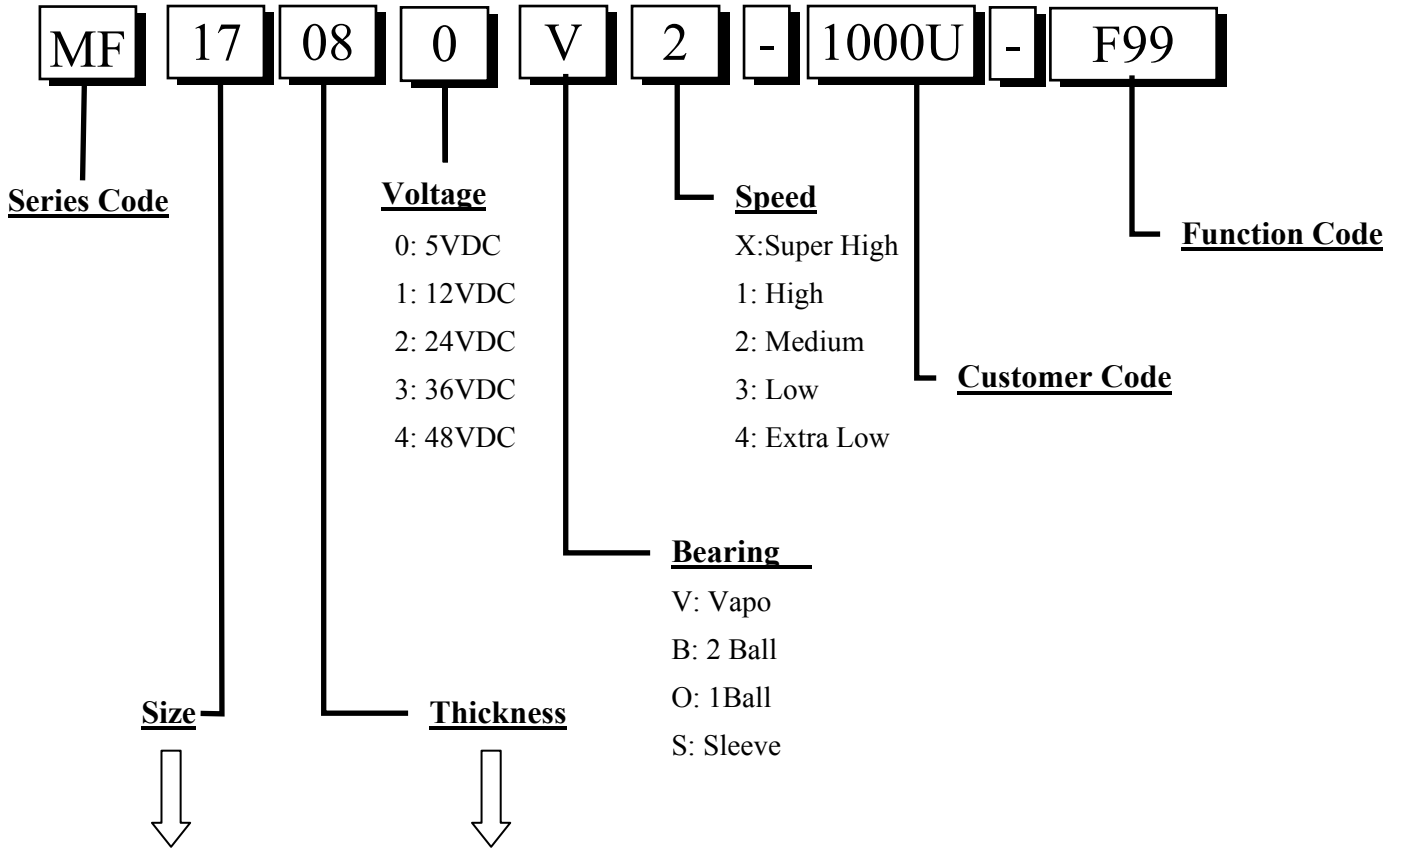 MF 17 08 0 V 2 - 1000U - F99
Series Code
Voltage
0: 5VDC
1: 12VDC
2: 24VDC
3: 36VDC
4: 48VDC
Speed
X:Super High
1: High
2: Medium
3: Low
4: Extra Low
Function Code
Customer Code
Bearing
V: Vapo
B: 2 Ball
O: 1Ball
S: Sleeve
Size
Thickness